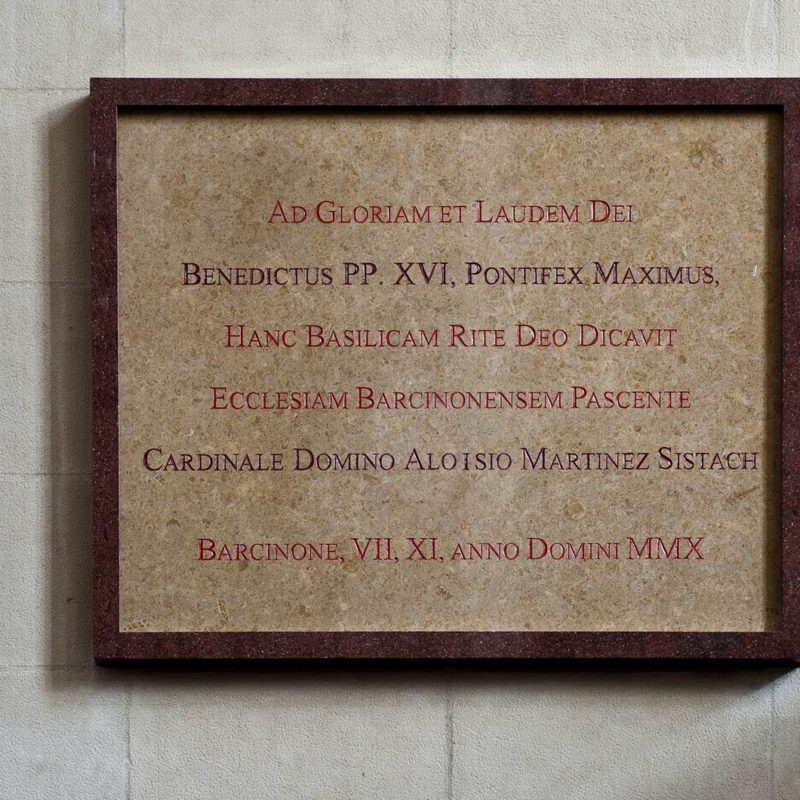 Ad Gloriam et Laudem Dei
Benedictus PP. XVI, Pontifex Maximus,
Hanc Basilicam Rite Deo Dicavit
Ecclesiam Barcinonensem Pascente
Cardinale Domino Aloisio Martinez Sistach
Barcinone, VII, XI, anno Domini MMX